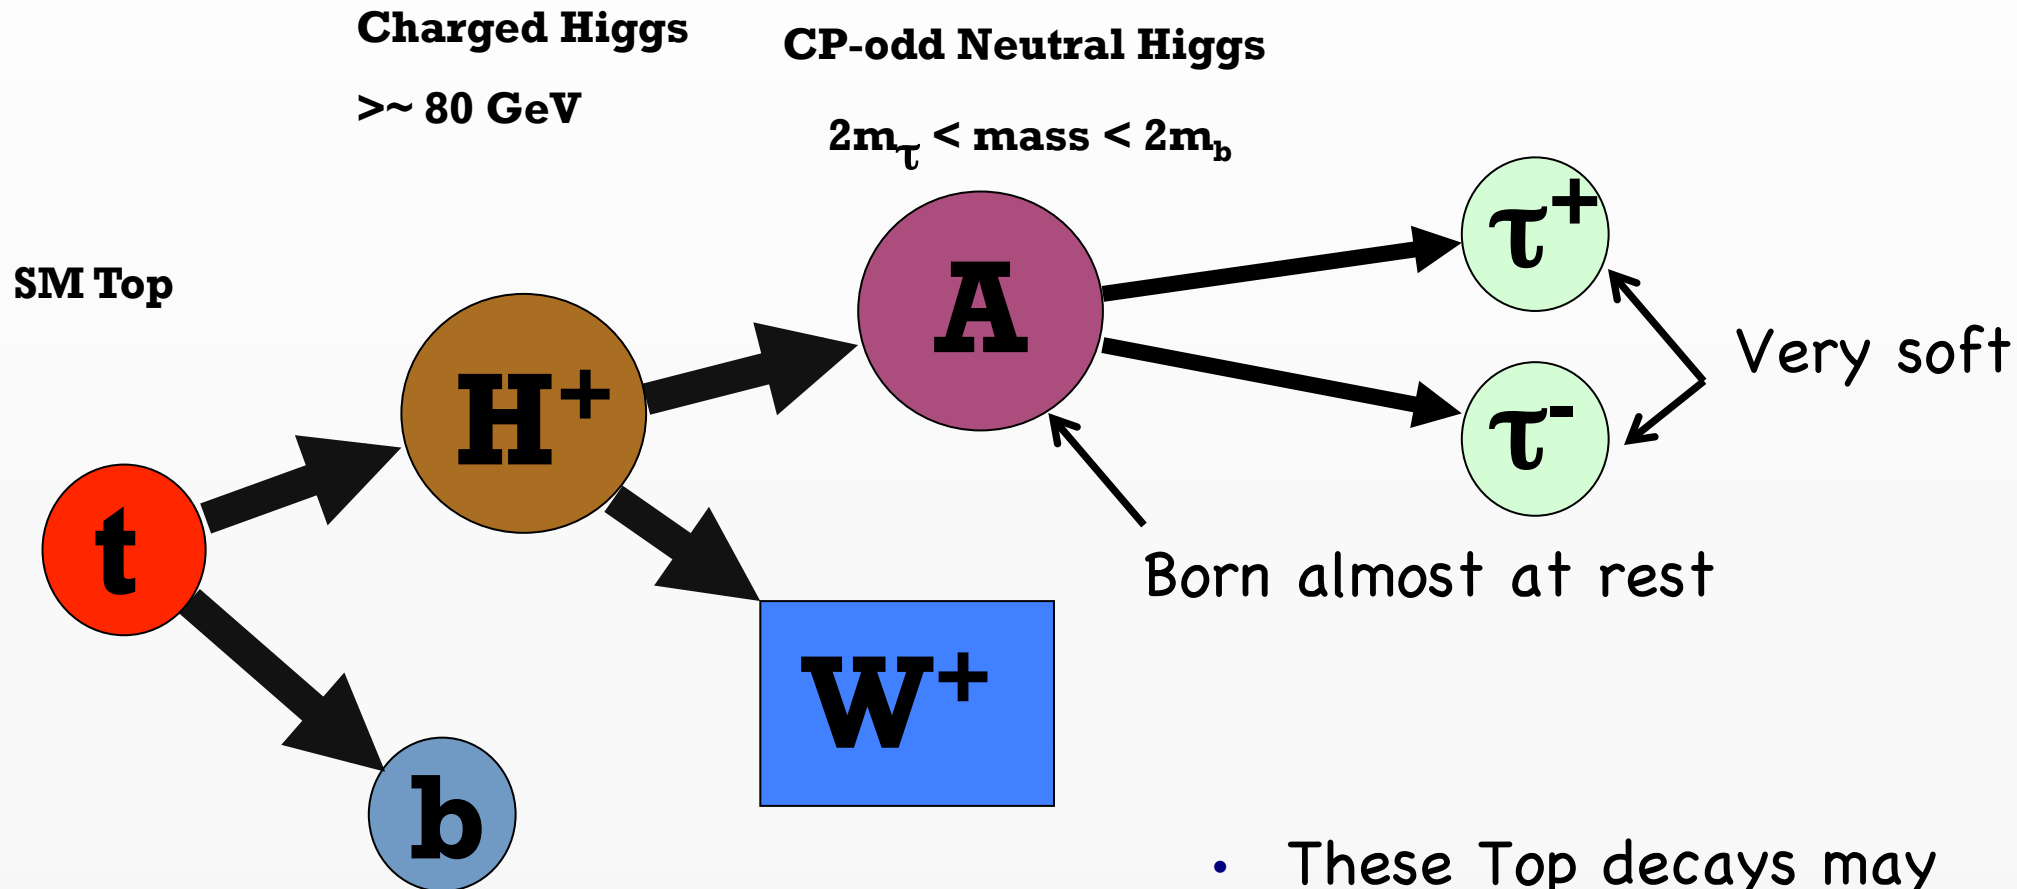 Charged Higgs
>~ 80 GeV
CP-odd Neutral Higgs
2mτ < mass < 2mb
SM Top
t
H+
A
τ+
τ-
Very soft
Born almost at rest
W+
b
• These Top decays may